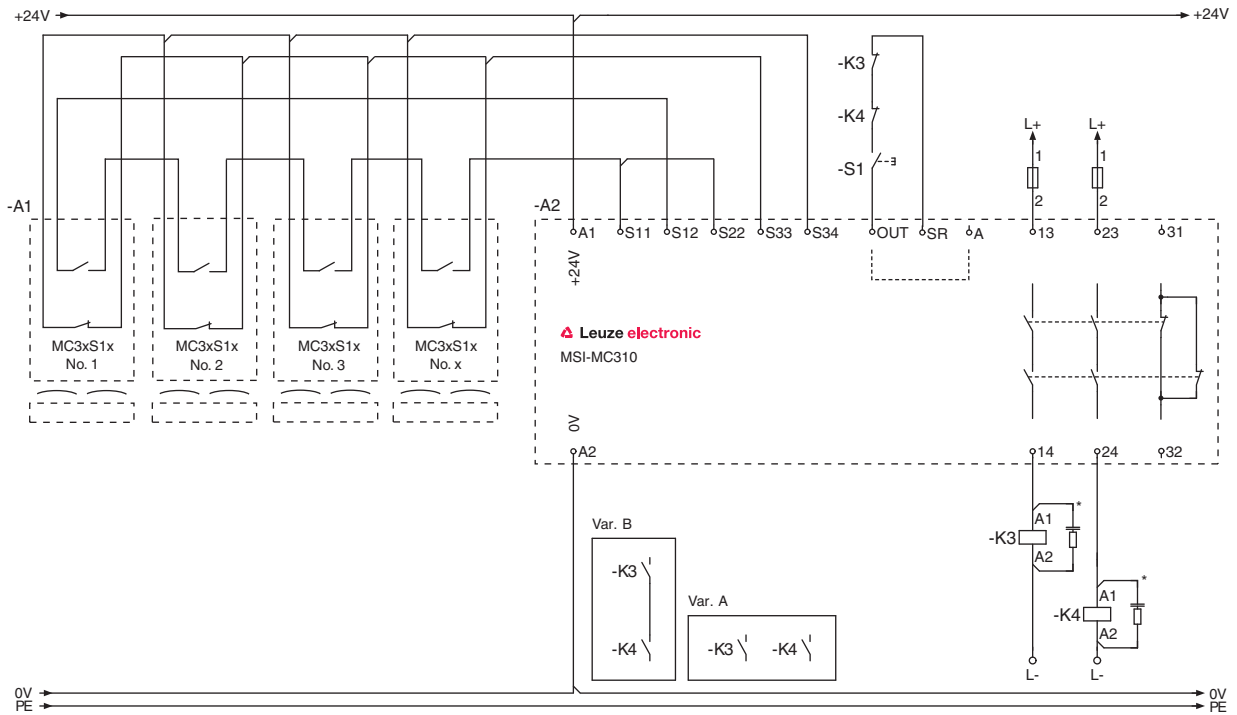 +24V
+24V
-K3
-K4
-S1
L+
L+
1
1
2
2
-A1
-A2
A1
S11
S12
S22
S33
S34
OUT
SR
A
13
23
31
+24V
Leuze electronic
MSI-MC310
MC3xS1x
No. 1
MC3xS1x
No. 2
MC3xS1x
No. 3
MC3xS1x
No. x
0V
A2
14
24
32
*
A1
-K3
A2
*
A1
-K4
A2
Var. B
-K3
-K4
Var. A
-K3
-K4
L-
L-
0V
0V
PE
PE